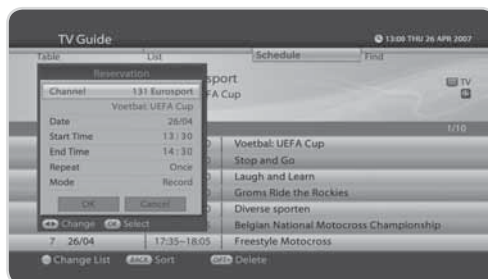 TV Guide
13:00 THU 26 APR 2007
Table List Schedule Find
Reservation
Channel 131 Eurosport
Voetbal: UEFA Cup
Date 26/04
Start Time 13:30
End Time 14:30
Repeat Once
Mode Record
OK Cancel
Change OK Select
port
FA Cup
TV
1/10
Voetbal: UEFA Cup
Stop and Go
Laugh and Learn
Groms Ride the Rockies
Diverse sporten
Belgian National Motocross Championship
7 26/04 17:35~18:05 Freestyle Motocross
Change List BACK Sort OPT+ Delete